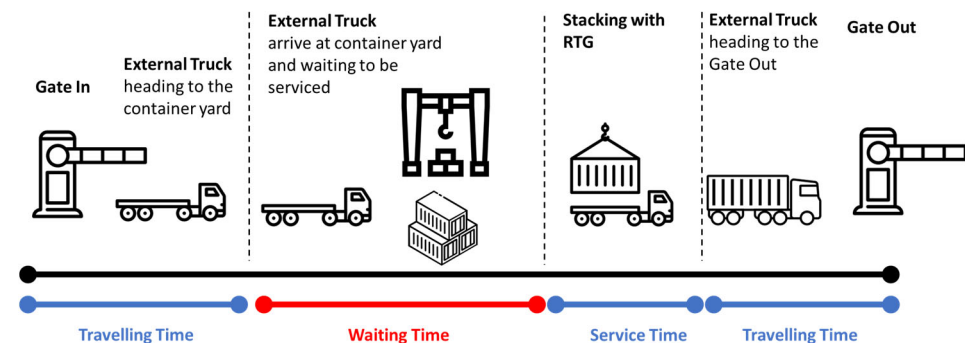 Gate In
External Truck
heading to the
container yard
External Truck
arrive at container yard
and waiting to be
serviced
Stacking with
RTG
External Truck
heading to the
Gate Out
Gate Out
Travelling Time
Waiting Time
Service Time
Travelling Time